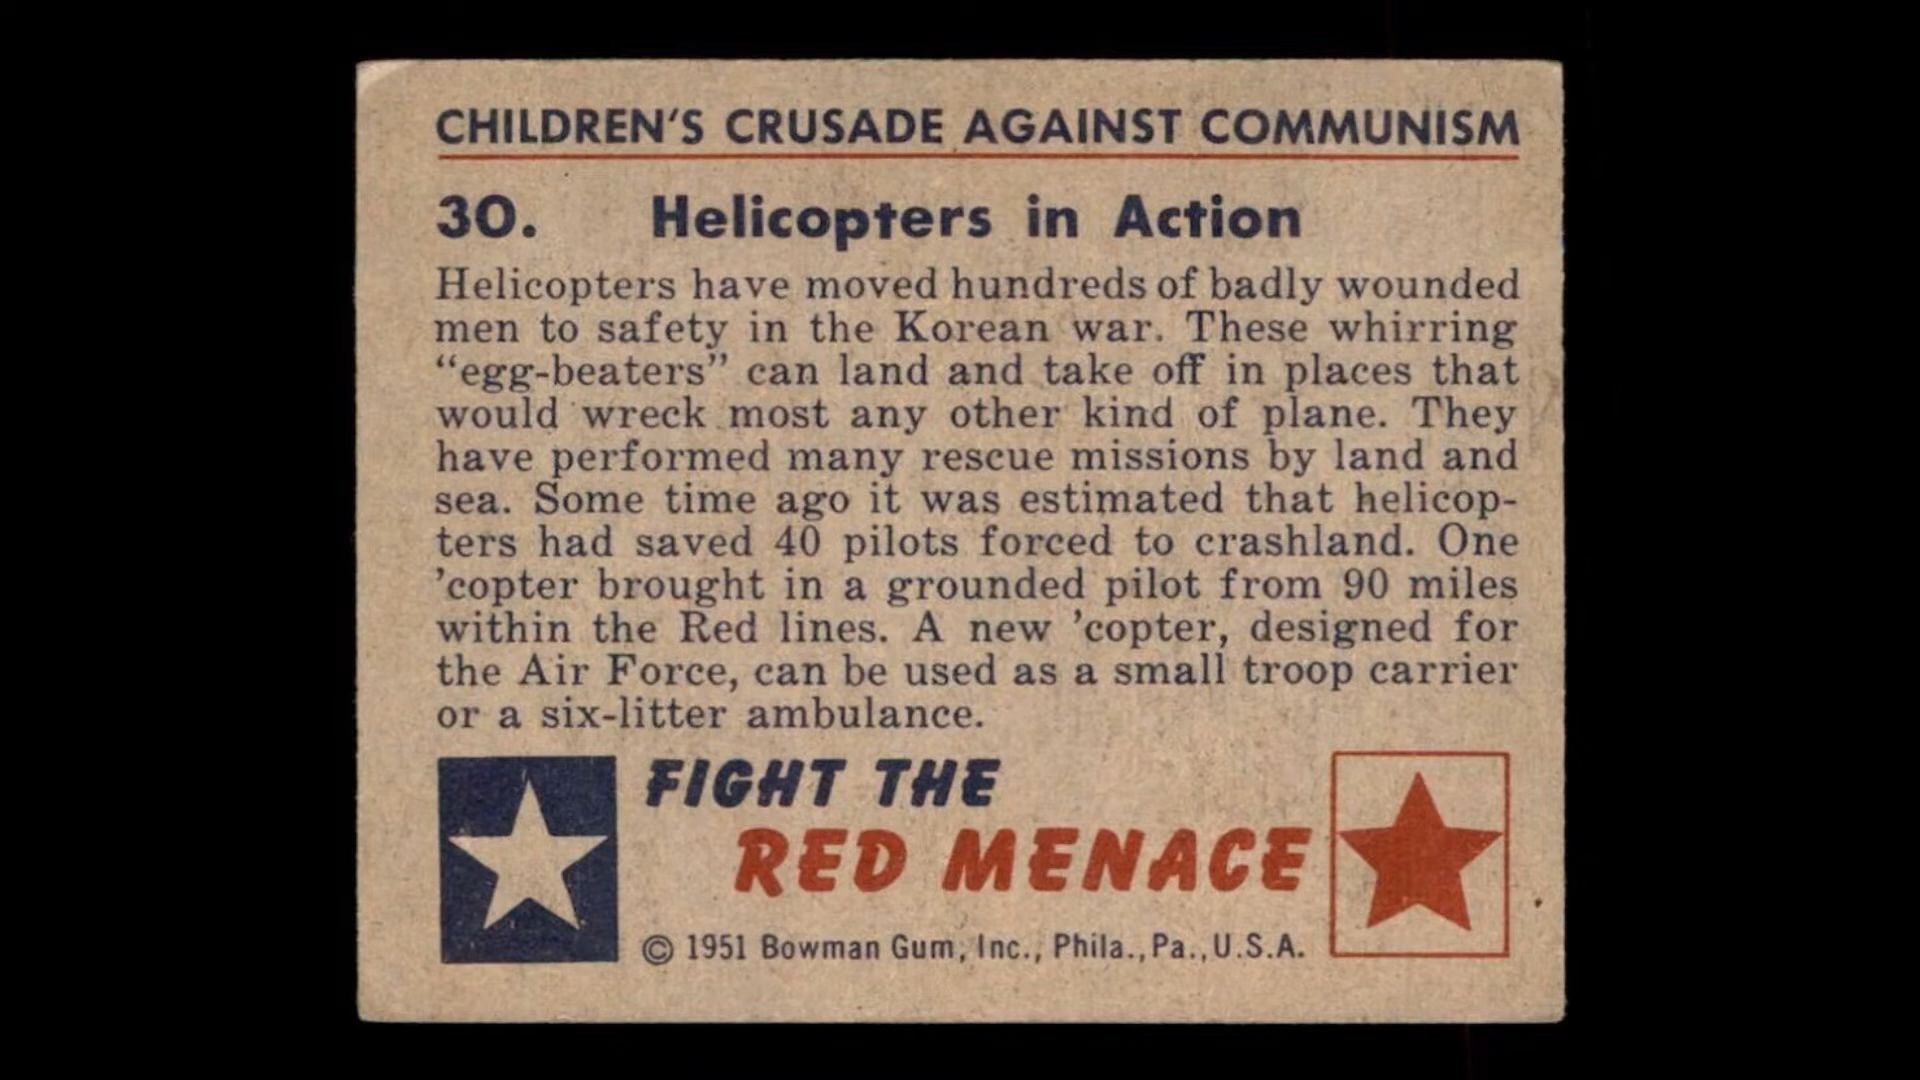 CHILDREN'S CRUSADE AGAINST COMMUNISM
30. Helicopters in Action
Helicopters have moved hundreds of badly wounded
men to safety in the Korean war. These whirring
“egg-beaters” can land and take off in places that
would wreck most any other kind of plane. They
have performed many rescue missions by land and
sea. Some time ago it was estimated that helicop-
ters had saved 40 pilots forced to crashland. One
’copter brought in a grounded pilot from 90 miles
within the Red lines. A new ’copter, designed for
the Air Force, can be used as a small troop carrier
or a six-litter ambulance.
FIGHT THE
RED MENACE
© 1951 Bowman Gum, Inc., Phila., Pa., U.S.A.